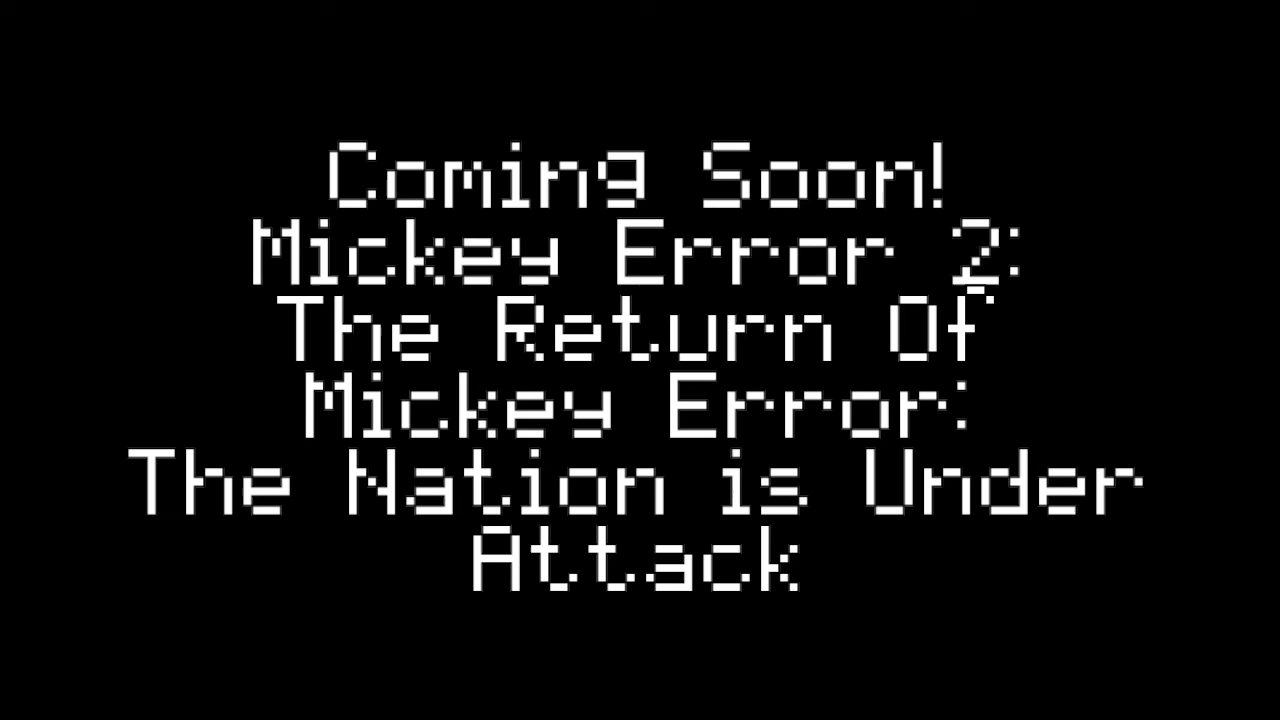 Coming Soon!
Mickey Error 2:
The Return Of
Mickey Error:
The Nation is Under
Attack